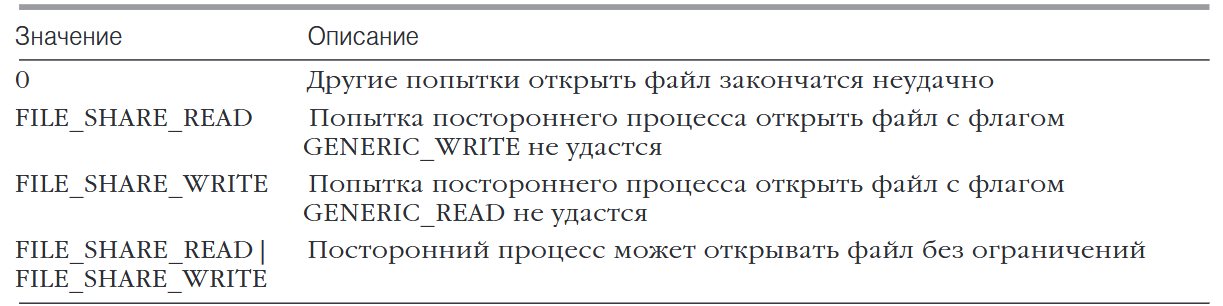 Значение Описание
0 Другие попытки открыть файл закончатся неудачно
FILE_SHARE_READ Попытка постороннего процесса открыть файл с флагом
GENERIC_WRITE не удастся
FILE_SHARE_WRITE Попытка постороннего процесса открыть файл с флагом
GENERIC_READ не удастся
FILE_SHARE_READ | Посторонний процесс может открывать файл без ограничений
FILE_SHARE_WRITE